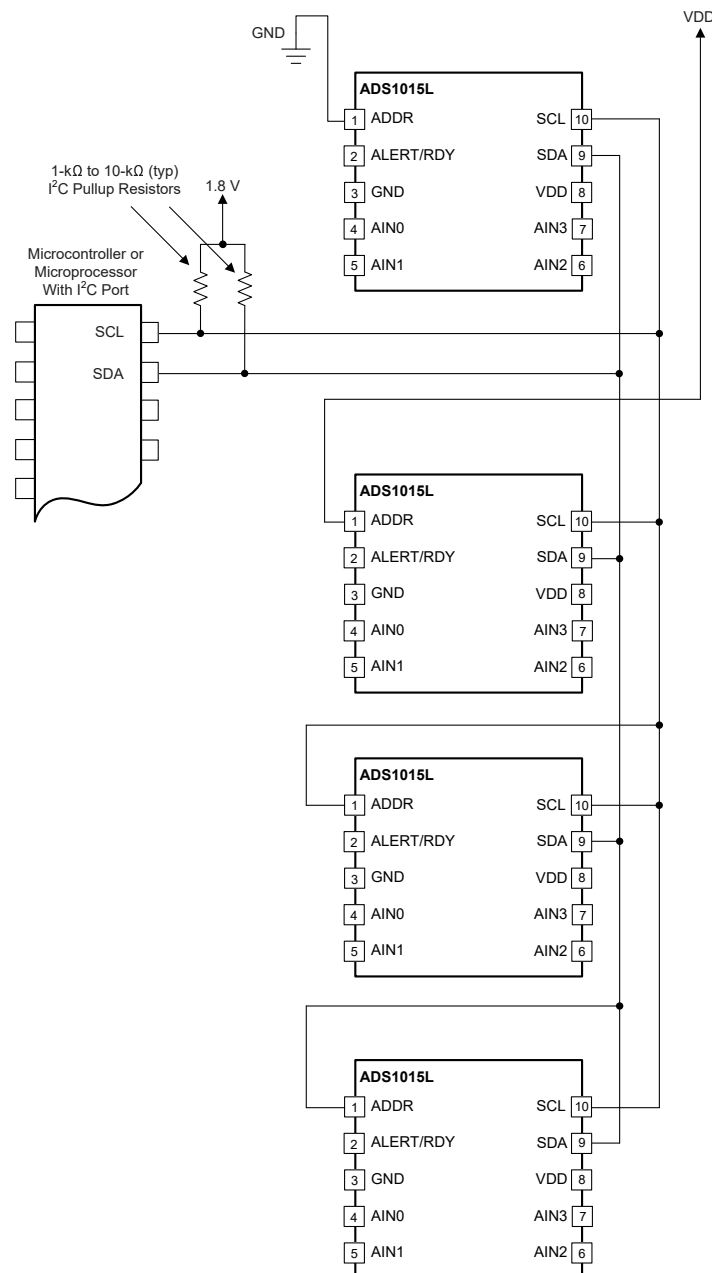 VDD
GND
ADS1015L
1 ADDR SCL 10
2 ALERT/RDY SDA 9
3 GND VDD 8
4 AIN0 AIN3 7
5 AIN1 AIN2 6
1-kΩ to 10-kΩ (typ)
I²C Pullup Resistors
1.8 V
Microcontroller or
Microprocessor
With I²C Port
SCL
SDA
ADS1015L
1 ADDR SCL 10
2 ALERT/RDY SDA 9
3 GND VDD 8
4 AIN0 AIN3 7
5 AIN1 AIN2 6
ADS1015L
1 ADDR SCL 10
2 ALERT/RDY SDA 9
3 GND VDD 8
4 AIN0 AIN3 7
5 AIN1 AIN2 6
ADS1015L
1 ADDR SCL 10
2 ALERT/RDY SDA 9
3 GND VDD 8
4 AIN0 AIN3 7
5 AIN1 AIN2 6